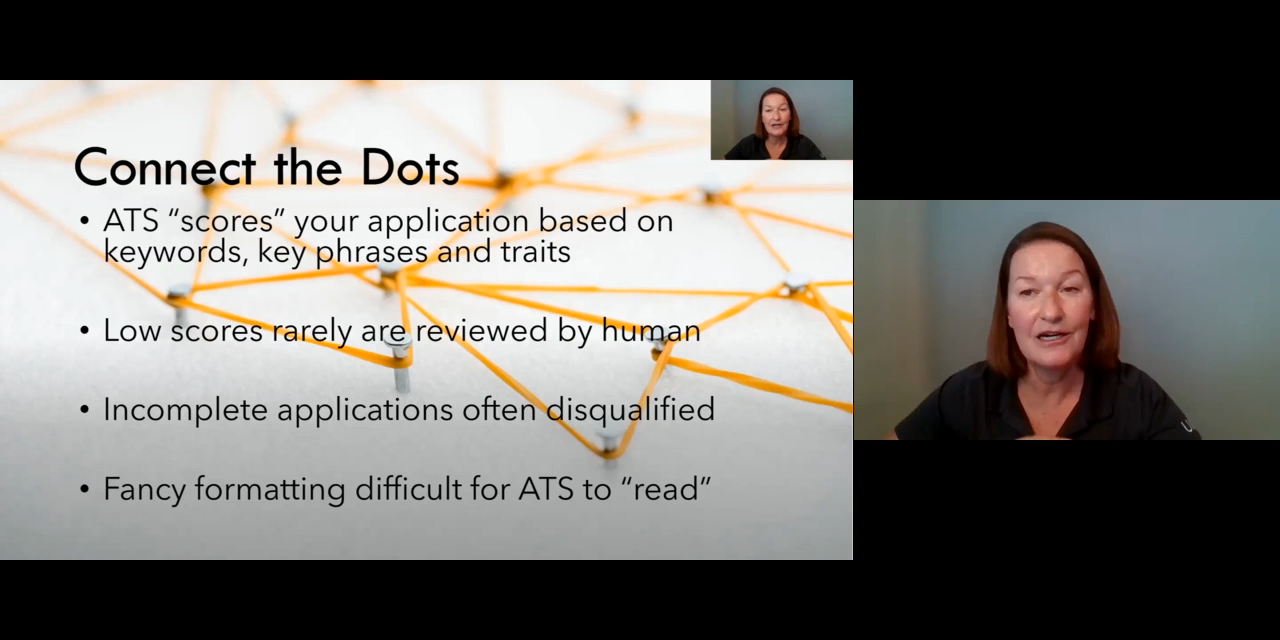 Connect the Dots
• ATS “scores” your application based on
keywords, key phrases and traits
• Low scores rarely are reviewed by human
• Incomplete applications often disqualified
• Fancy formatting difficult for ATS to “read”